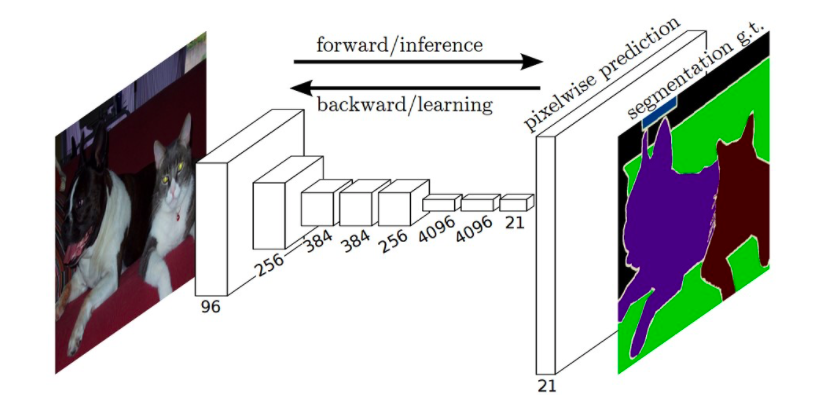 forward/inference
backward/learning
pixelwise prediction
segmentation g.t.
96
256
384
384
256
4096
4096
21
21